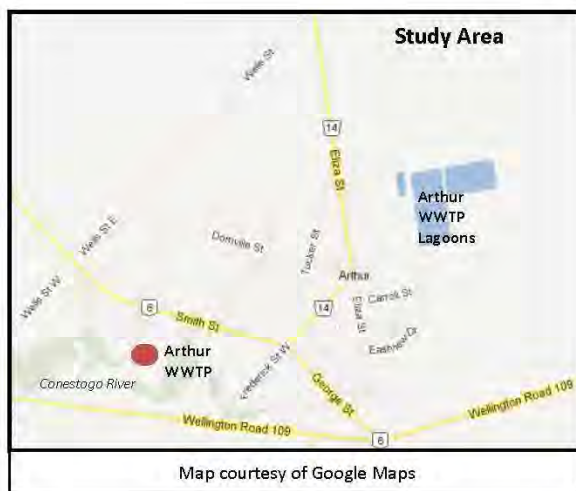 Study Area
Wells St
14
Eliza St
Arthur
WWTP
Lagoons
Wells St E
Domville St
Tucker St
Arthur
Wells St W
Carroll St
14
Eliza St
6
Smith St
Eastview Dr
Arthur
WWTP
Frederick St W
Conestogo River
George St
Wellington Road 109
Wellington Road 109
6
Map courtesy of Google Maps